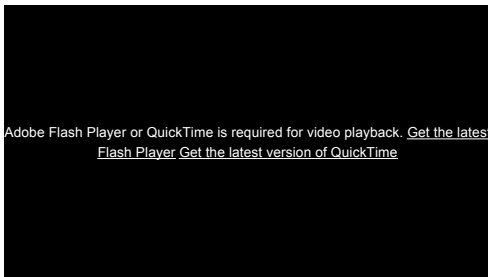 Adobe Flash Player or QuickTime is required for video playback. Get the latest
Flash Player Get the latest version of QuickTime